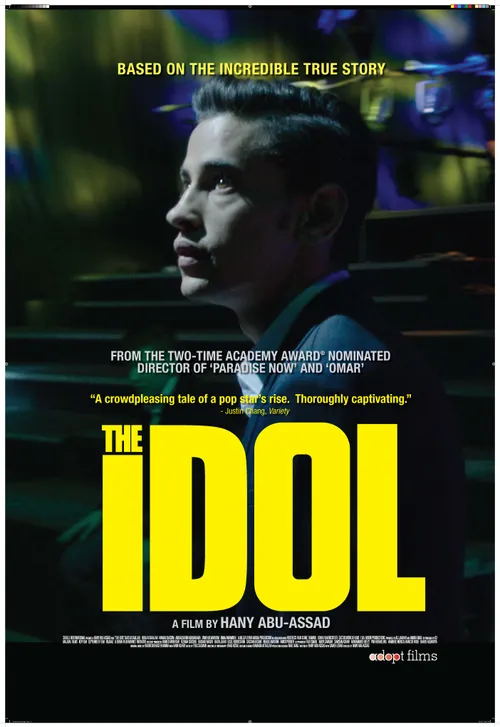 BASED ON THE INCREDIBLE TRUE STORY
FROM THE TWO-TIME ACADEMY AWARD® NOMINATED
DIRECTOR OF ‘PARADISE NOW’ AND ‘OMAR’
“A crowdpleasing tale of a pop star’s rise. Thoroughly captivating.”
- Justin Chang, Variety
THE
iDOL
A FILM BY HANY ABU-ASSAD
adopt films